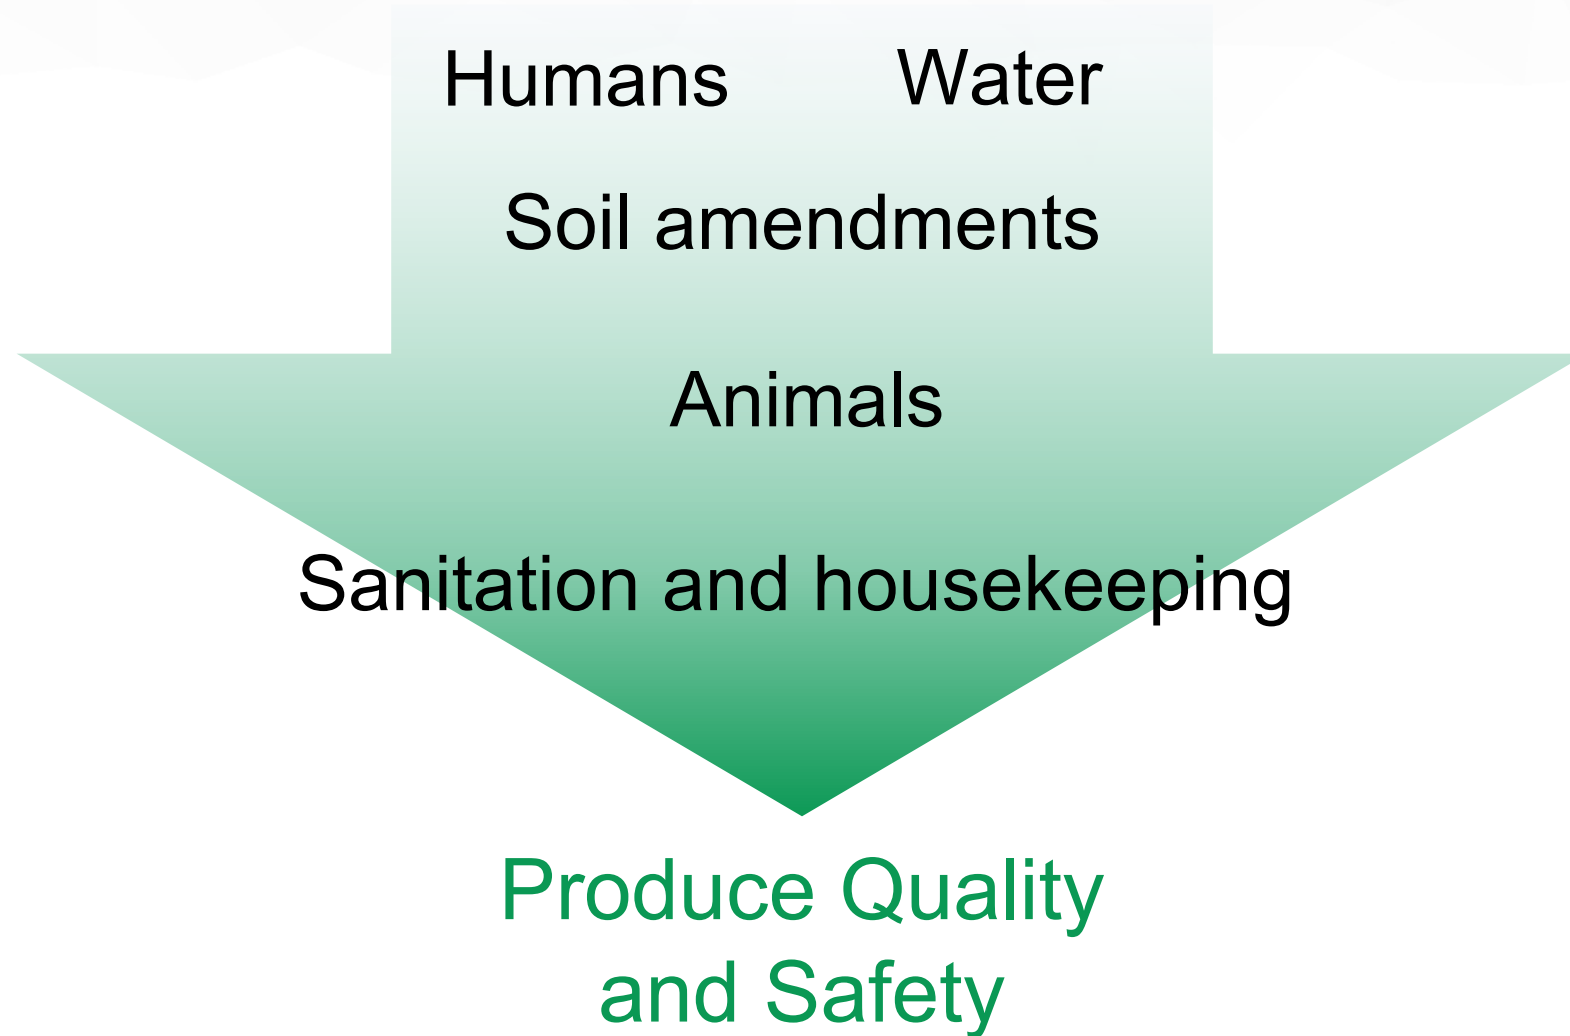 Humans Water
Soil amendments
Animals
Sanitation and housekeeping
Produce Quality
and Safety